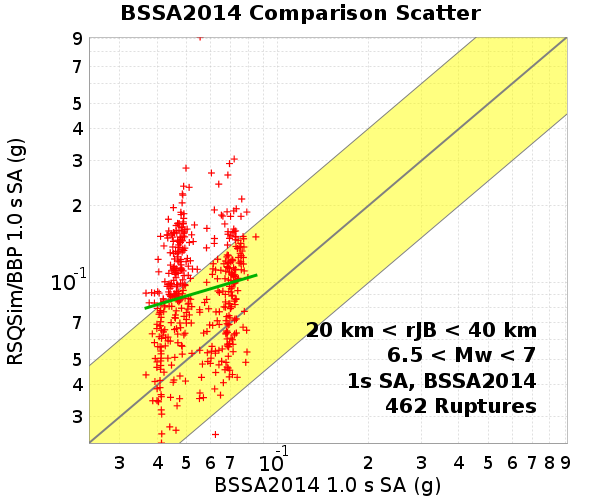 BSSA2014 Comparison Scatter
RSQSim/BBP 1.0 s SA (g)
9
7
5
4
3
2
10-1
7
5
4
3
20 km < rJB < 40 km
6.5 < Mw < 7
1s SA, BSSA2014
462 Ruptures
3 4 5 6 7 10-1 2 3 4 5 6 7 8 9
BSSA2014 1.0 s SA (g)